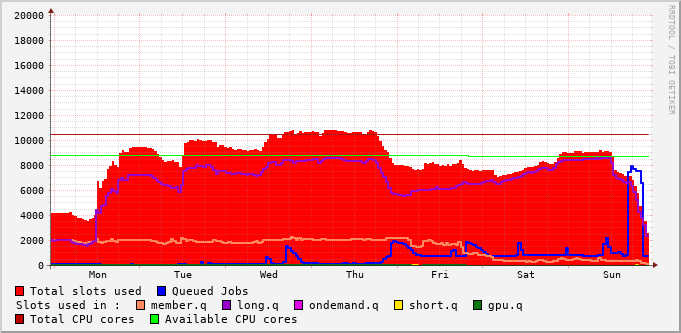 RRDTOOL / TOBI OETIKER
20000
18000
16000
14000
12000
10000
8000
6000
4000
2000
0
Mon Tue Wed Thu Fri Sat Sun
Total slots used Queued Jobs
Slots used in : member.q long.q ondemand.q short.q gpu.q
Total CPU cores Available CPU cores